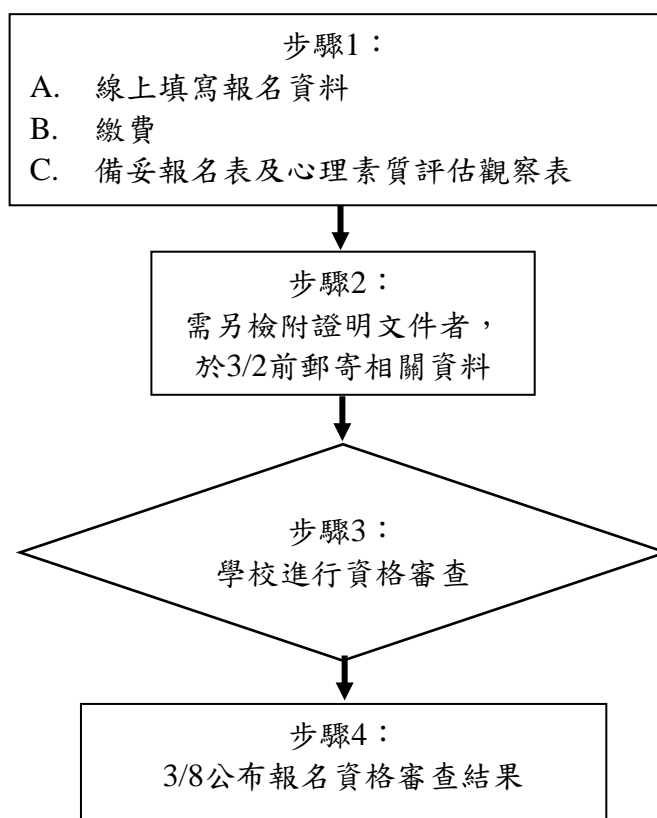 步驟1：
A. 線上填寫報名資料
B. 繳費
C. 備妥報名表及心理素質評估觀察表
步驟2：
需另檢附證明文件者，
於3/2前郵寄相關資料
步驟3：
學校進行資格審查
步驟4：
3/8公布報名資格審查結果